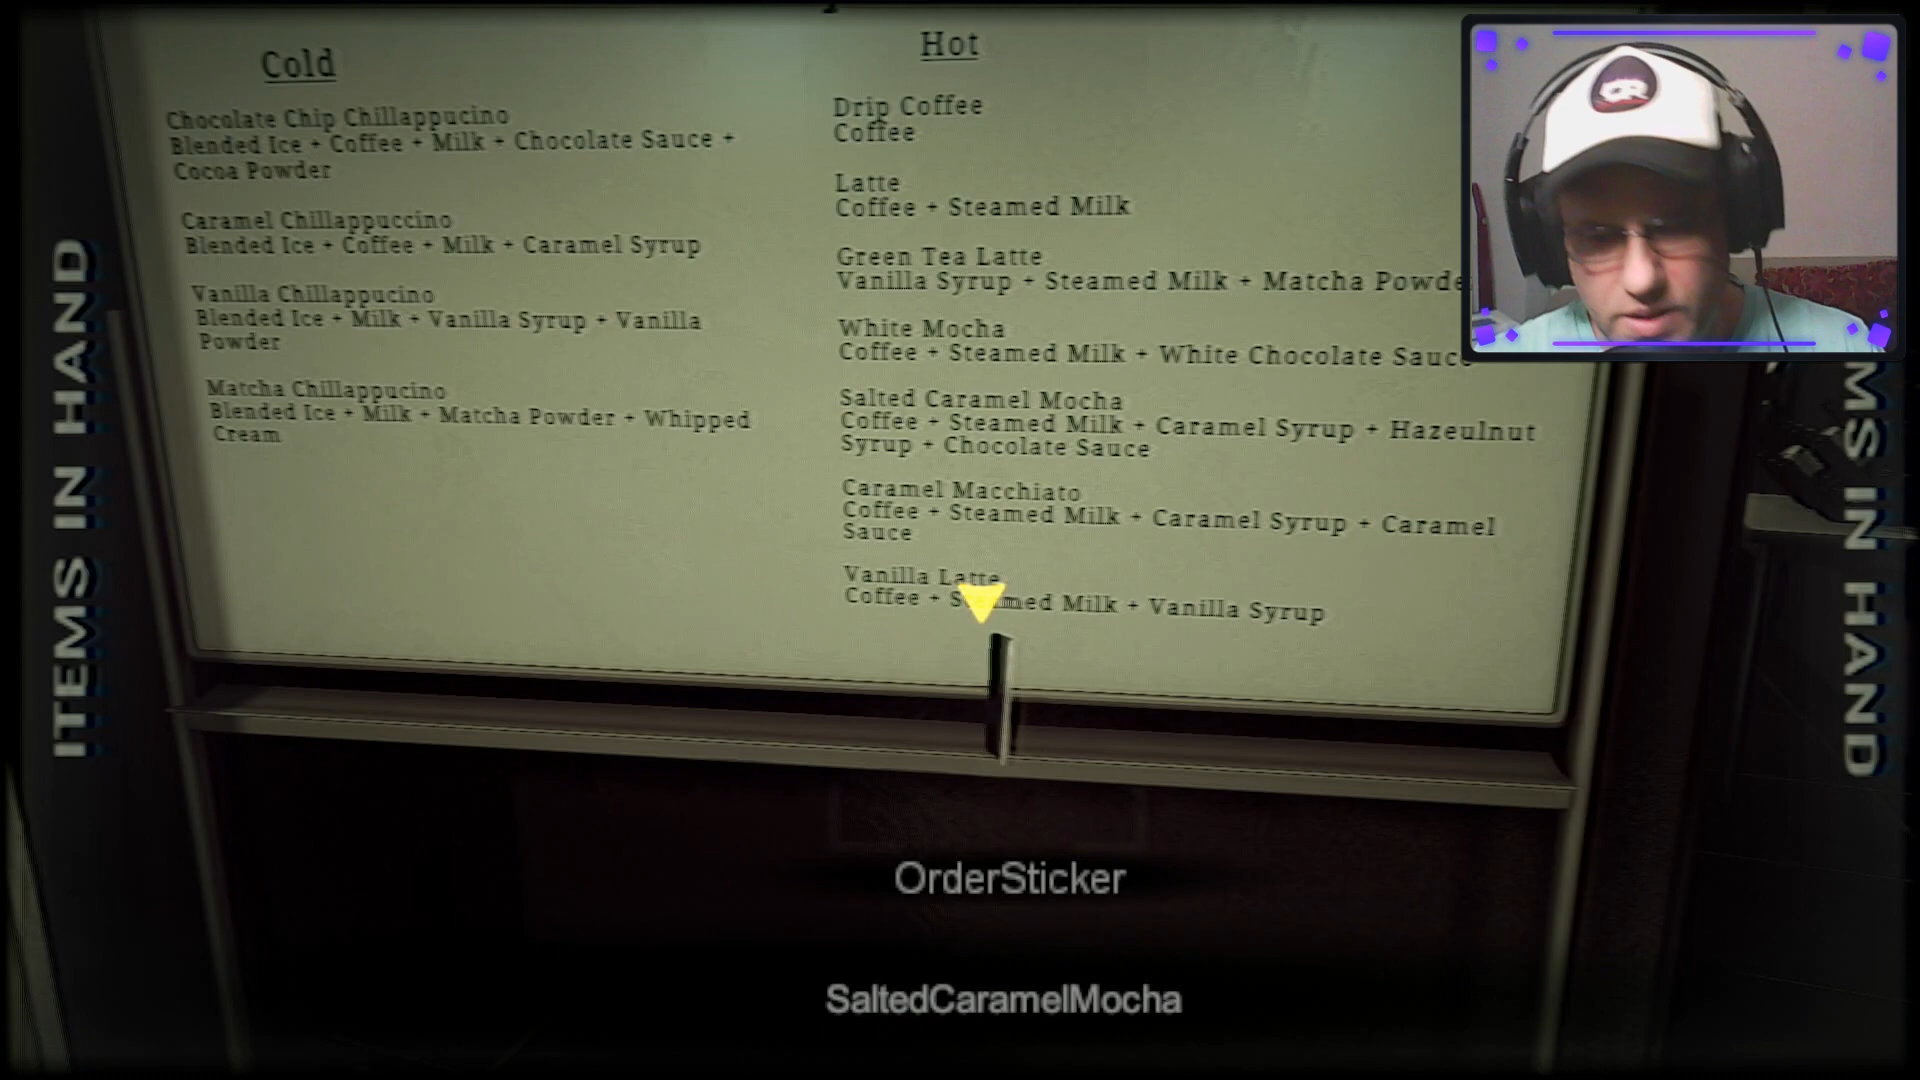 Cold
Chocolate Chip Chillappucino
Blended Ice + Coffee + Milk + Chocolate Sauce +
Cocoa Powder
Caramel Chillappuccino
Blended Ice + Coffee + Milk + Caramel Syrup
Vanilla Chillappucino
Blended Ice + Milk + Vanilla Syrup + Vanilla
Powder
Matcha Chillappucino
Blended Ice + Milk + Matcha Powder + Whipped
Cream
Hot
Drip Coffee
Coffee
Latte
Coffee + Steamed Milk
Green Tea Latte
Vanilla Syrup + Steamed Milk + Matcha Powde
White Mocha
Coffee + Steamed Milk + White Chocolate Sauce
Salted Caramel Mocha
Coffee + Steamed Milk + Caramel Syrup + Hazeulnut
Syrup + Chocolate Sauce
Caramel Macchiato
Coffee + Steamed Milk + Caramel Syrup + Caramel
Sauce
Vanilla Latte
Coffee + Steamed Milk + Vanilla Syrup
ITEMS IN HAND
MS IN HAND
OrderSticker
SaltedCaramelMocha